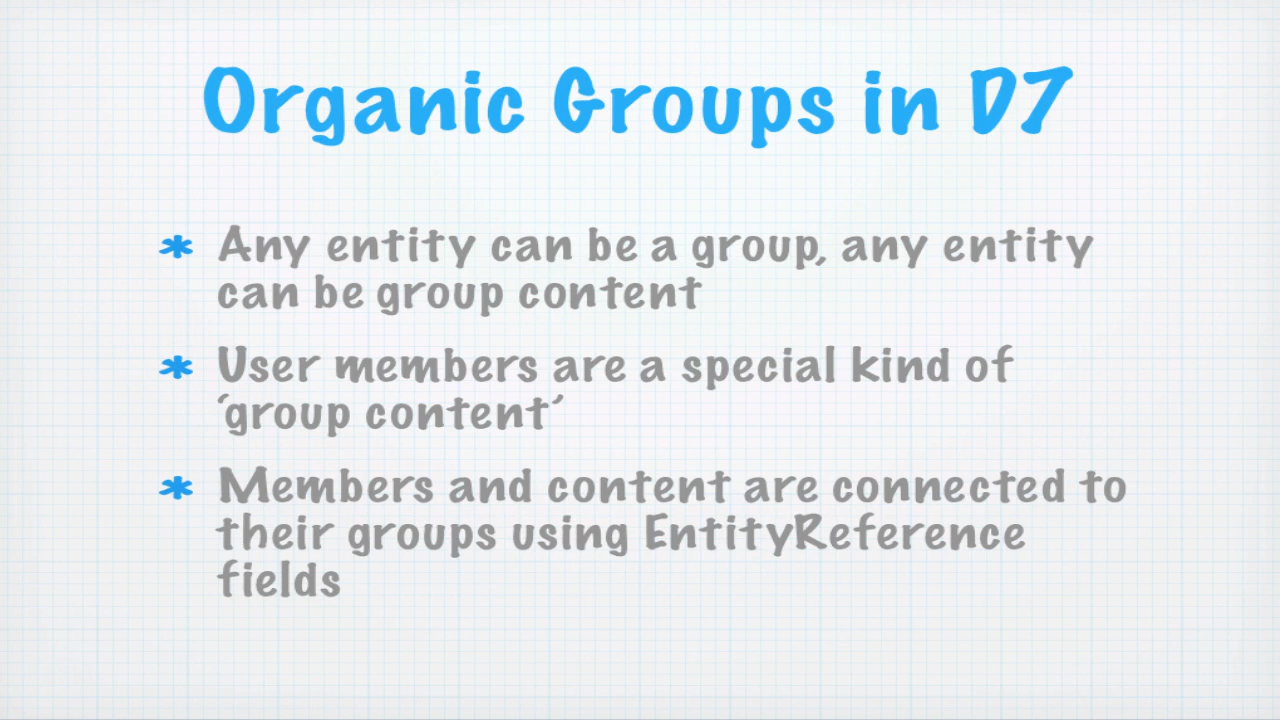 Organic Groups in D7
* Any entity can be a group, any entity
can be group content
* User members are a special kind of
‘group content’
* Members and content are connected to
their groups using EntityReference
fields